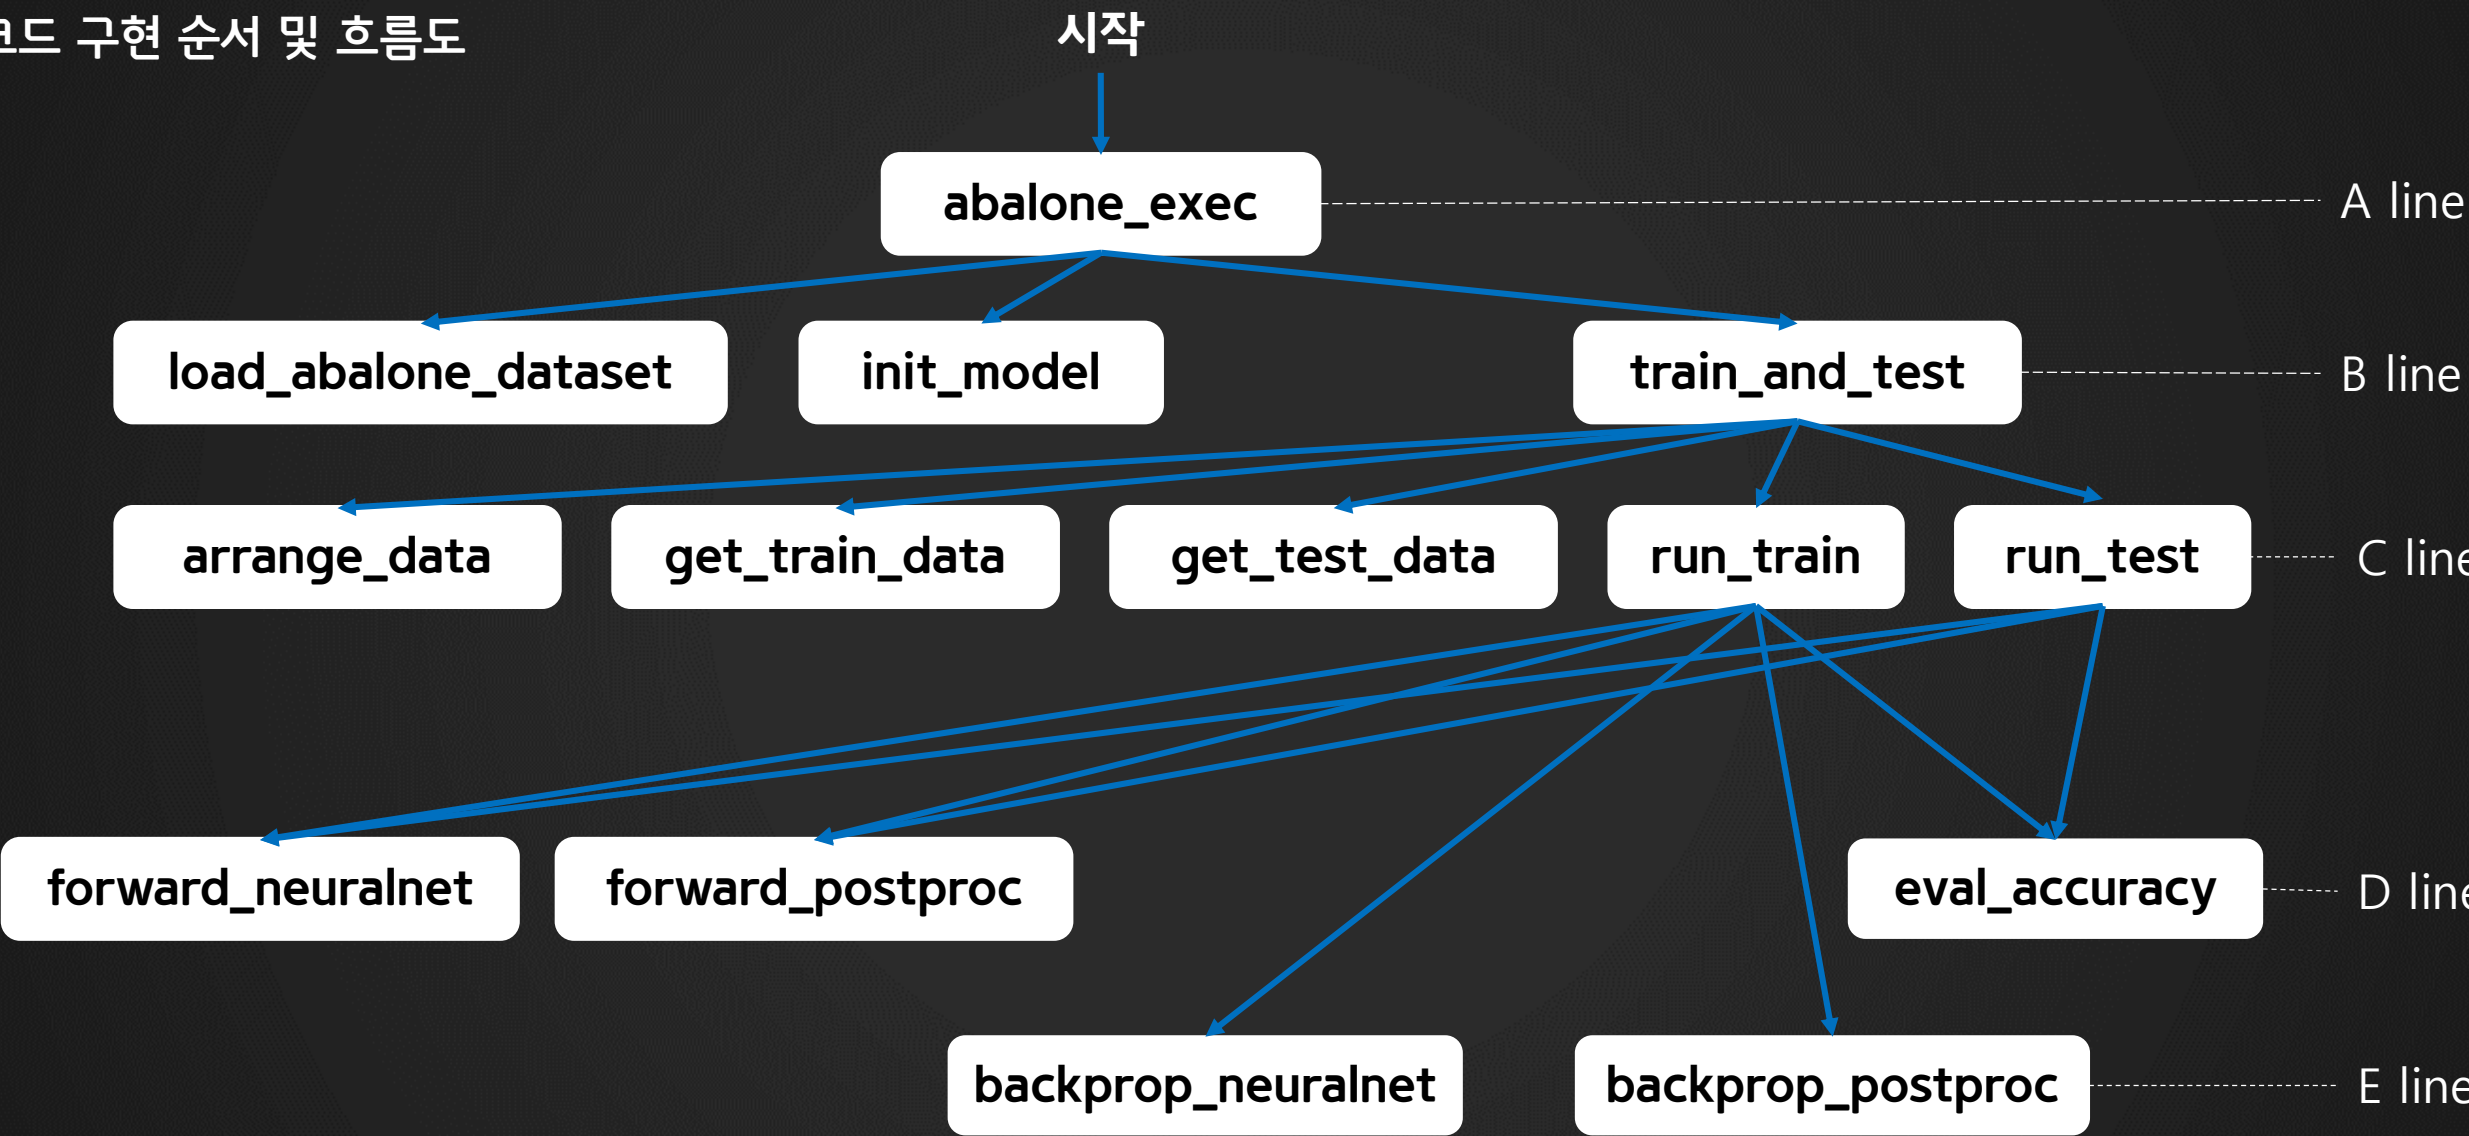 코드 구현 순서 및 흐름도
시작
abalone_exec
A line
load_abalone_dataset
init_model
train_and_test
B line
arrange_data
get_train_data
get_test_data
run_train
run_test
C line
forward_neuralnet
forward_postproc
eval_accuracy
D line
backprop_neuralnet
backprop_postproc
E line